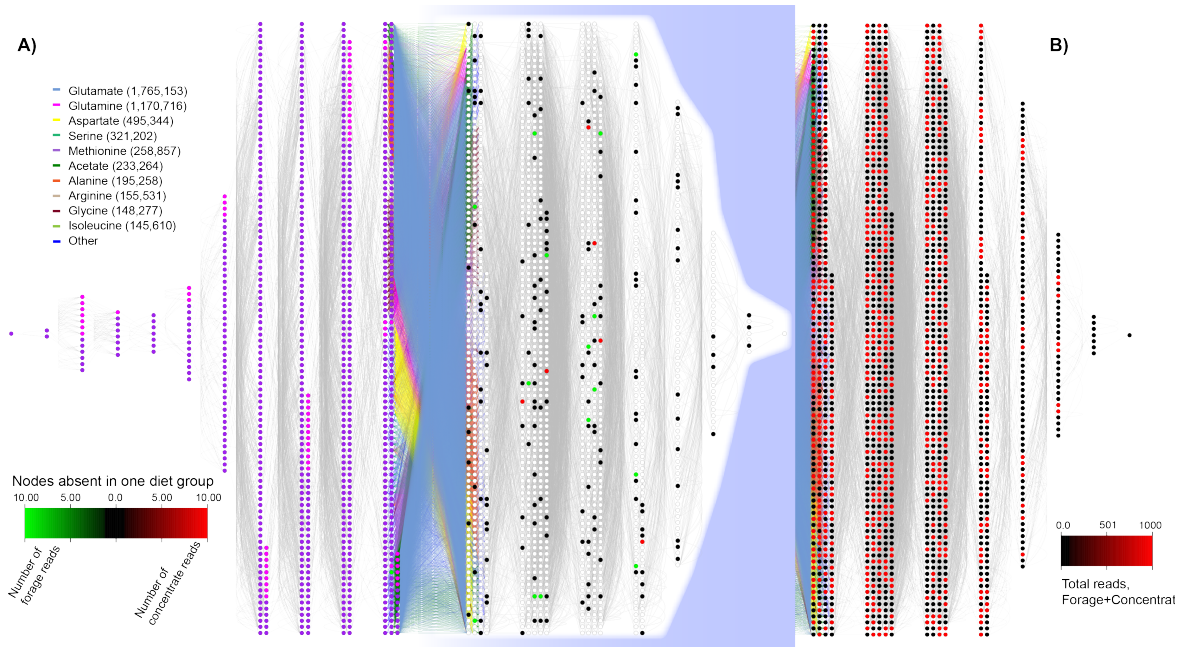 A)
B)
Glutamate (1,765,153)
Glutamine (1,170,716)
Aspartate (495,344)
Serine (321,202)
Methionine (258,857)
Acetate (233,264)
Alanine (195,258)
Arginine (155,531)
Glycine (148,277)
Isoleucine (145,610)
Other
Nodes absent in one diet group
10.00 5.00 0.0 5.00 10.00
Number of
forage reads
Number of
concentrate reads
0.0 501 1000
Total reads,
Forage+Concentrat